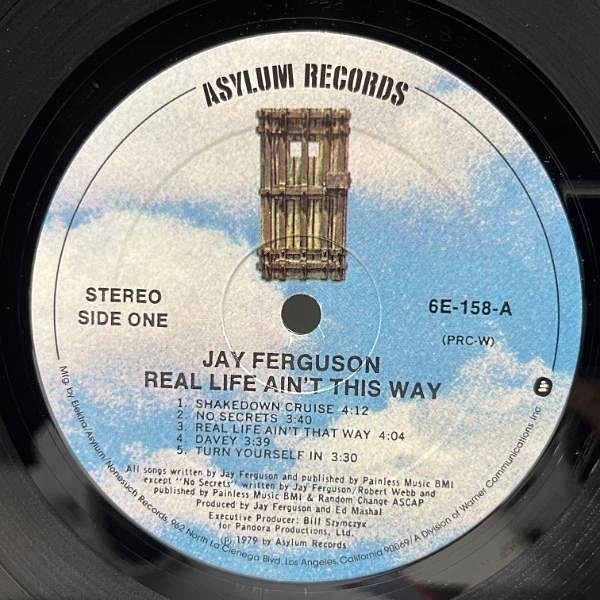 ASYLUM RECORDS
STEREO
SIDE ONE
6E-158-A
(PRC-W)
JAY FERGUSON
REAL LIFE AIN'T THIS WAY
1. SHAKEDOWN CRUISE 4:12
2. NO SECRETS 3:40
3. REAL LIFE AIN'T THAT WAY 4:04
4. DAVEY 3:39
5. TURN YOURSELF IN 3:30
All songs written by Jay Ferguson and published by Painless Music BMI
except "No Secrets" written by Jay Ferguson/Robert Webb and
published by Painless Music BMI & Random Change ASCAP
Produced by Jay Ferguson and Ed Mashal
Executive Producer: Bill Szymczyk
for Pandora Productions, Ltd.
℗ 1979 by Asylum Records
Mfg. by Elektra/Asylum/Nonesuch Records, 962 North La Cienega Blvd., Los Angeles, California 90069/A Division of Warner Communications Inc.